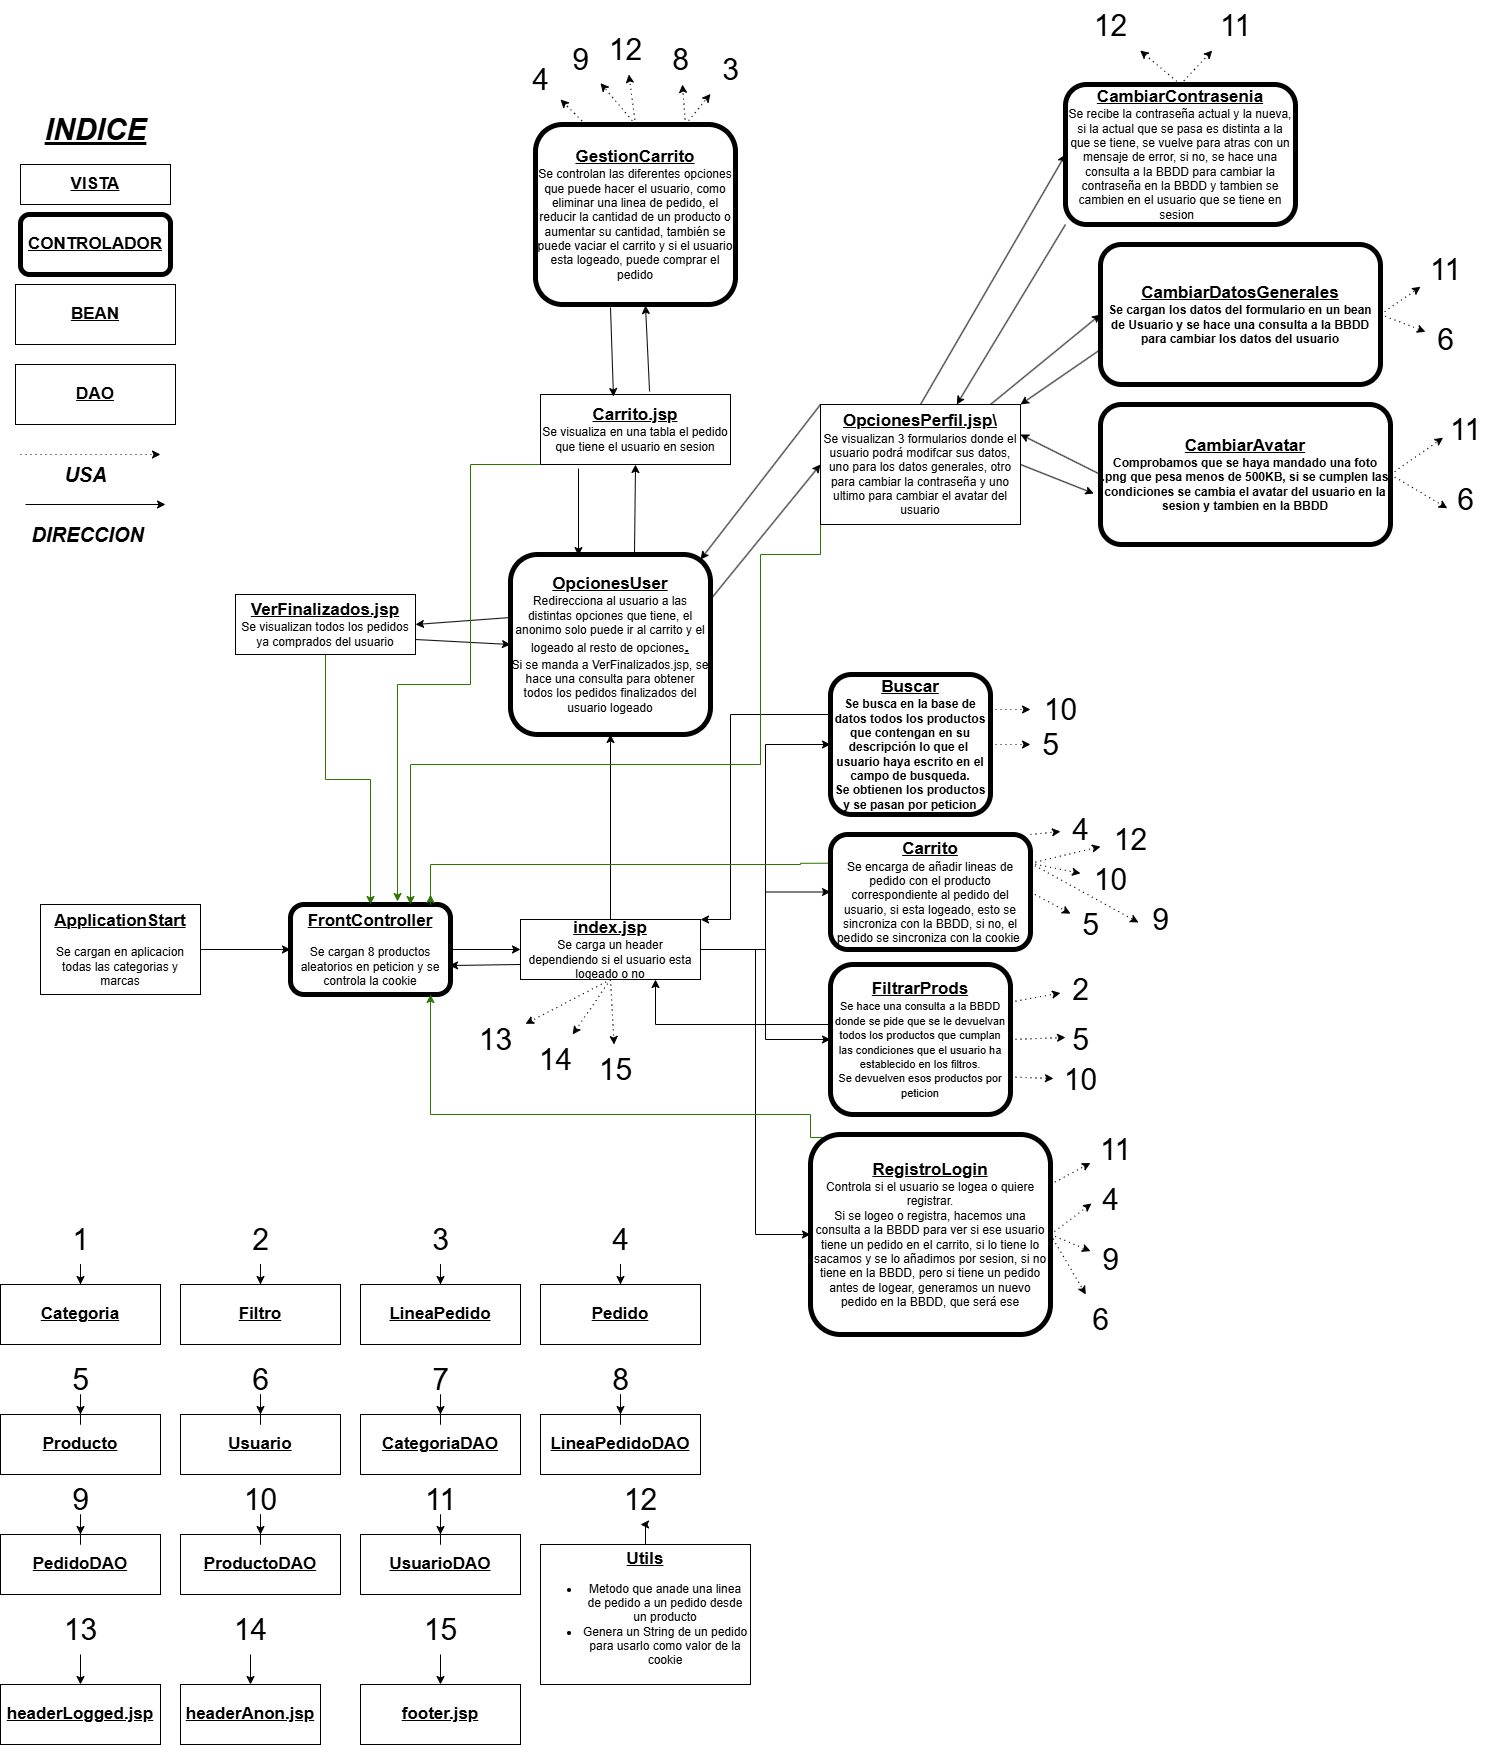 INDICE
VISTA
CONTROLADOR
BEAN
DAO
USA
DIRECCION
4
9
12
8
3
GestionCarrito
Se controlan las diferentes opciones
que puede hacer el usuario, como
eliminar una linea de pedido, el
reducir la cantidad de un producto o
aumentar su cantidad, también se
puede vaciar el carrito y si el usuario
esta logeado, puede comprar el
pedido
12
11
CambiarContrasenia
Se recibe la contraseña actual y la nueva,
si la actual que se pasa es distinta a la
que se tiene, se vuelve para atras con un
mensaje de error, si no, se hace una
consulta a la BBDD para cambiar la
contraseña en la BBDD y tambien se
cambien en el usuario que se tiene en
sesion
CambiarDatosGenerales
Se cargan los datos del formulario en un bean
de Usuario y se hace una consulta a la BBDD
para cambiar los datos del usuario
11
6
Carrito.jsp
Se visualiza en una tabla el pedido
que tiene el usuario en sesion
OpcionesPerfil.jsp\
Se visualizan 3 formularios donde el
usuario podrá modifcar sus datos,
uno para los datos generales, otro
para cambiar la contraseña y uno
ultimo para cambiar el avatar del
usuario
CambiarAvatar
Comprobamos que se haya mandado una foto
.png que pesa menos de 500KB, si se cumplen las
condiciones se cambia el avatar del usuario en la
sesion y tambien en la BBDD
11
6
VerFinalizados.jsp
Se visualizan todos los pedidos
ya comprados del usuario
OpcionesUser
Redirecciona al usuario a las
distintas opciones que tiene, el
anonimo solo puede ir al carrito y el
logeado al resto de opciones.
Si se manda a VerFinalizados.jsp, se
hace una consulta para obtener
todos los pedidos finalizados del
usuario logeado
Buscar
Se busca en la base de
datos todos los productos
que contengan en su
descripción lo que el
usuario haya escrito en el
campo de busqueda.
Se obtienen los productos
y se pasan por peticion
10
5
Carrito
Se encarga de añadir lineas de
pedido con el producto
correspondiente al pedido del
usuario, si esta logeado, esto se
sincroniza con la BBDD, si no, el
pedido se sincroniza con la cookie
4
12
10
5
9
ApplicationStart
Se cargan en aplicacion
todas las categorias y
marcas
FrontController
Se cargan 8 productos
aleatorios en peticion y se
controla la cookie
index.jsp
Se carga un header
dependiendo si el usuario esta
logeado o no
13
14
15
FiltrarProds
Se hace una consulta a la BBDD
donde se pide que se le devuelvan
todos los productos que cumplan
las condiciones que el usuario ha
establecido en los filtros.
Se devuelven esos productos por
peticion
2
5
10
RegistroLogin
Controla si el usuario se logea o quiere
registrar.
Si se logeo o registra, hacemos una
consulta a la BBDD para ver si ese usuario
tiene un pedido en el carrito, si lo tiene lo
sacamos y se lo añadimos por sesion, si no
tiene en la BBDD, pero si tiene un pedido
antes de logear, generamos un nuevo
pedido en la BBDD, que será ese
11
4
9
6
1
2
3
4
Categoria
Filtro
LineaPedido
Pedido
5
6
7
8
Producto
Usuario
CategoriaDAO
LineaPedidoDAO
9
10
11
12
PedidoDAO
ProductoDAO
UsuarioDAO
Utils
• Metodo que anade una linea
de pedido a un pedido desde
un producto
• Genera un String de un pedido
para usarlo como valor de la
cookie
13
14
15
headerLogged.jsp
headerAnon.jsp
footer.jsp